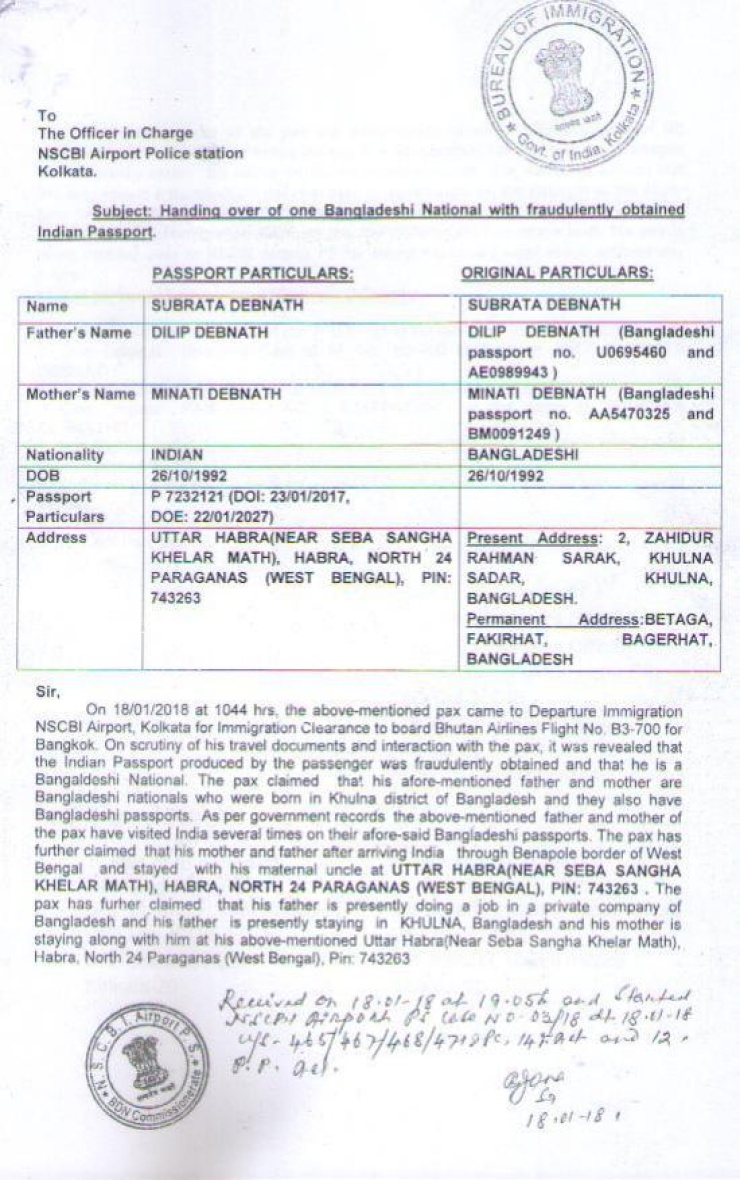 BUREAU OF IMMIGRATION
Govt. of India, Kolkata
To
The Officer in Charge
NSCBI Airport Police station
Kolkata.
Subject: Handing over of one Bangladeshi National with fraudulently obtained
Indian Passport.
PASSPORT PARTICULARS: ORIGINAL PARTICULARS:
Name SUBRATA DEBNATH SUBRATA DEBNATH
Father's Name DILIP DEBNATH DILIP DEBNATH (Bangladeshi
passport no. U0695460 and
AE0989943 )
Mother's Name MINATI DEBNATH MINATI DEBNATH (Bangladeshi
passport no. AA5470325 and
BM0091249 )
Nationality INDIAN BANGLADESHI
DOB 26/10/1992 26/10/1992
Passport P 7232121 (DOI: 23/01/2017,
Particulars DOE: 22/01/2027)
Address UTTAR HABRA(NEAR SEBA SANGHA Present Address: 2, ZAHIDUR
KHELAR MATH), HABRA, NORTH 24 RAHMAN SARAK, KHULNA
PARAGANAS (WEST BENGAL), PIN: SADAR, KHULNA,
743263 BANGLADESH.
Permanent Address:BETAGA,
FAKIRHAT, BAGERHAT,
BANGLADESH
Sir,
On 18/01/2018 at 1044 hrs, the above-mentioned pax came to Departure Immigration
NSCBI Airport, Kolkata for Immigration Clearance to board Bhutan Airlines Flight No. B3-700 for
Bangkok. On scrutiny of his travel documents and interaction with the pax, it was revealed that
the Indian Passport produced by the passenger was fraudulently obtained and that he is a
Bangaldoshi National. The pax claimed that his afore-mentioned father and mother are
Bangladeshi nationals who were born in Khulna district of Bangladesh and they also have
Bangladeshi passports. As per government records the above-mentioned father and mother of
the pax have visited India several times on their afore-said Bangladeshi passports. The pax has
further claimed that his mother and father after arriving India through Benapole border of West
Bengal and stayed with his maternal uncle at UTTAR HABRA(NEAR SEBA SANGHA
KHELAR MATH), HABRA, NORTH 24 PARAGANAS (WEST BENGAL), PIN: 743263 . The
pax has furher claimed that his father is presently doing a job in a private company of
Bangladesh and his father is presently staying in KHULNA, Bangladesh and his mother is
staying along with him at his above-mentioned Uttar Habra(Near Seba Sangha Khelar Math),
Habra, North 24 Paraganas (West Bengal), Pin: 743263
Received on 18.01-18 at 19.05h and Started
NSCBI Airport PS Case No-03/18 dt 18.01-18
u/s- 465/467/468/471 IPC, 14 F. Act and 12.
P.P. Act.
18.01-18.
N.S.C.B.I. Airport P.S.
BDN Commissionerate